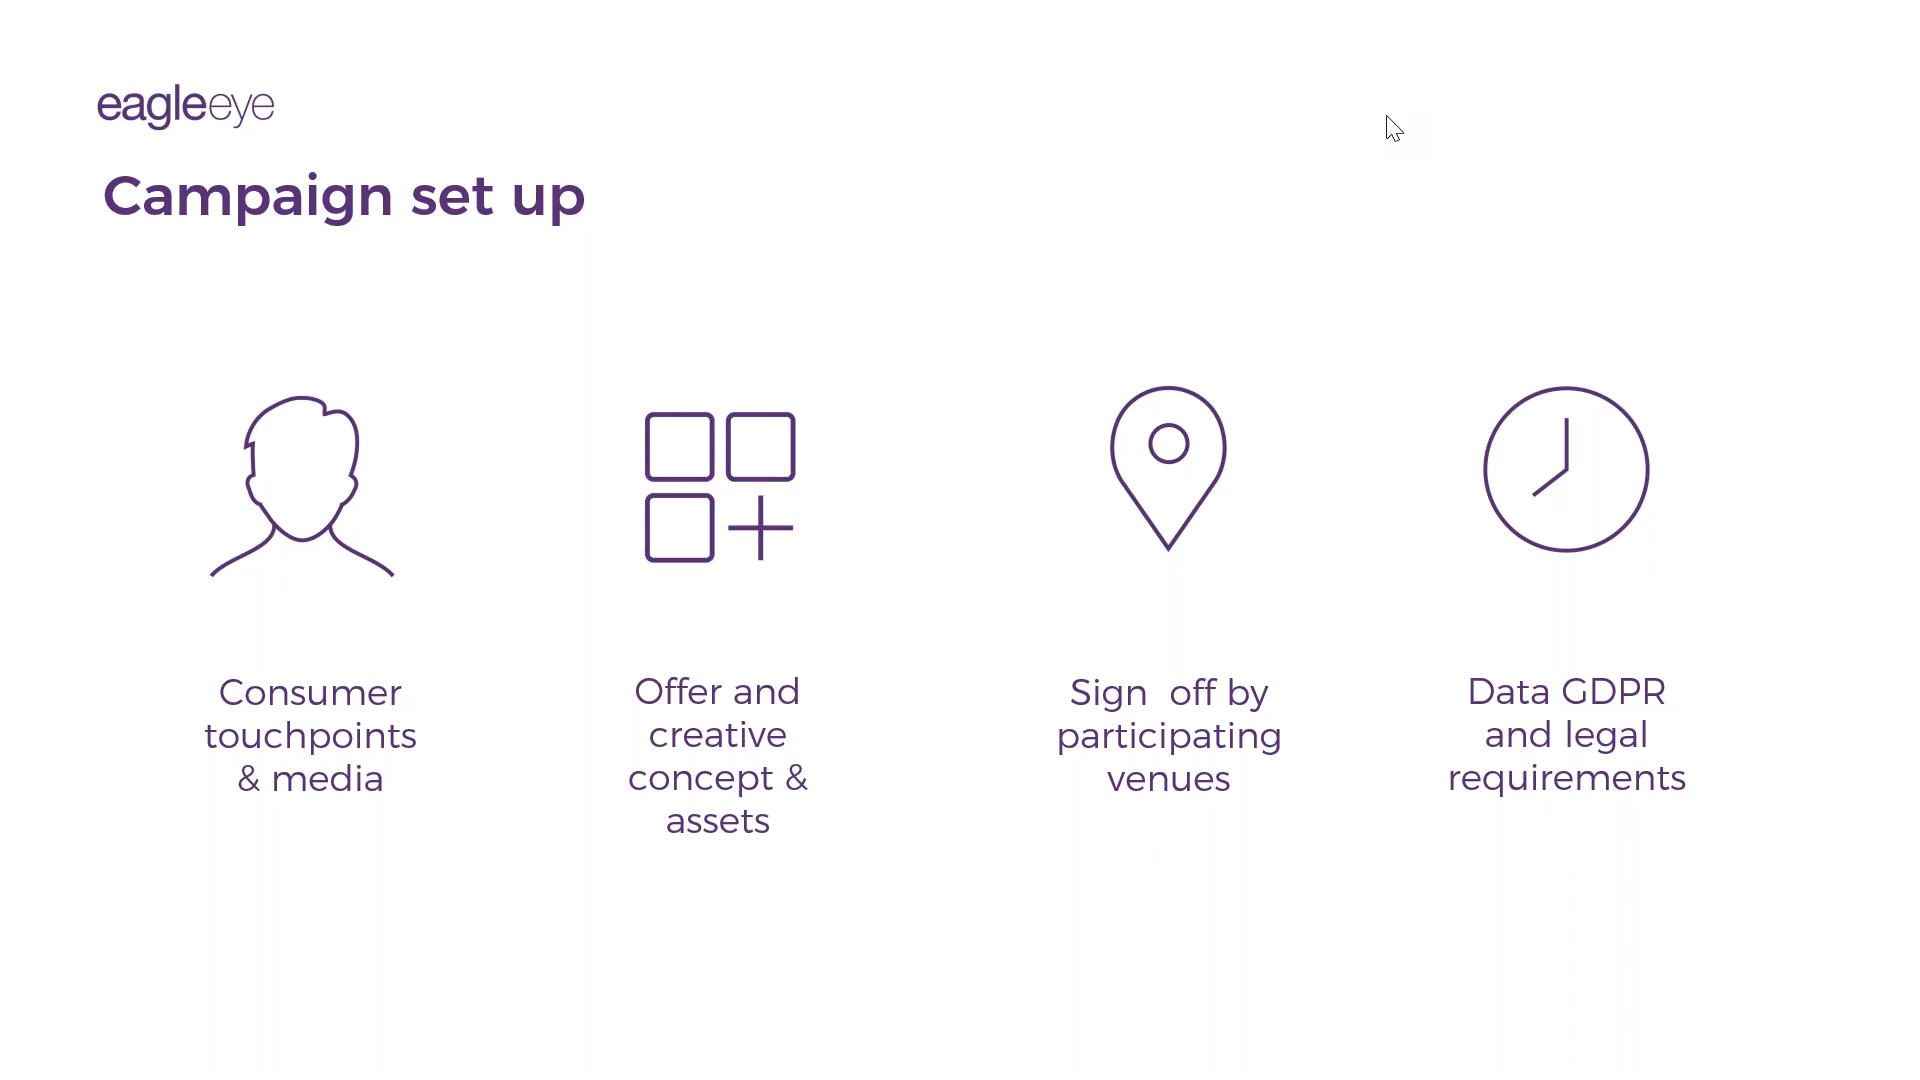 eagleeye
Campaign set up
Consumer
touchpoints
& media
Offer and
creative
concept &
assets
Sign  off by
participating
venues
Data GDPR
and legal
requirements